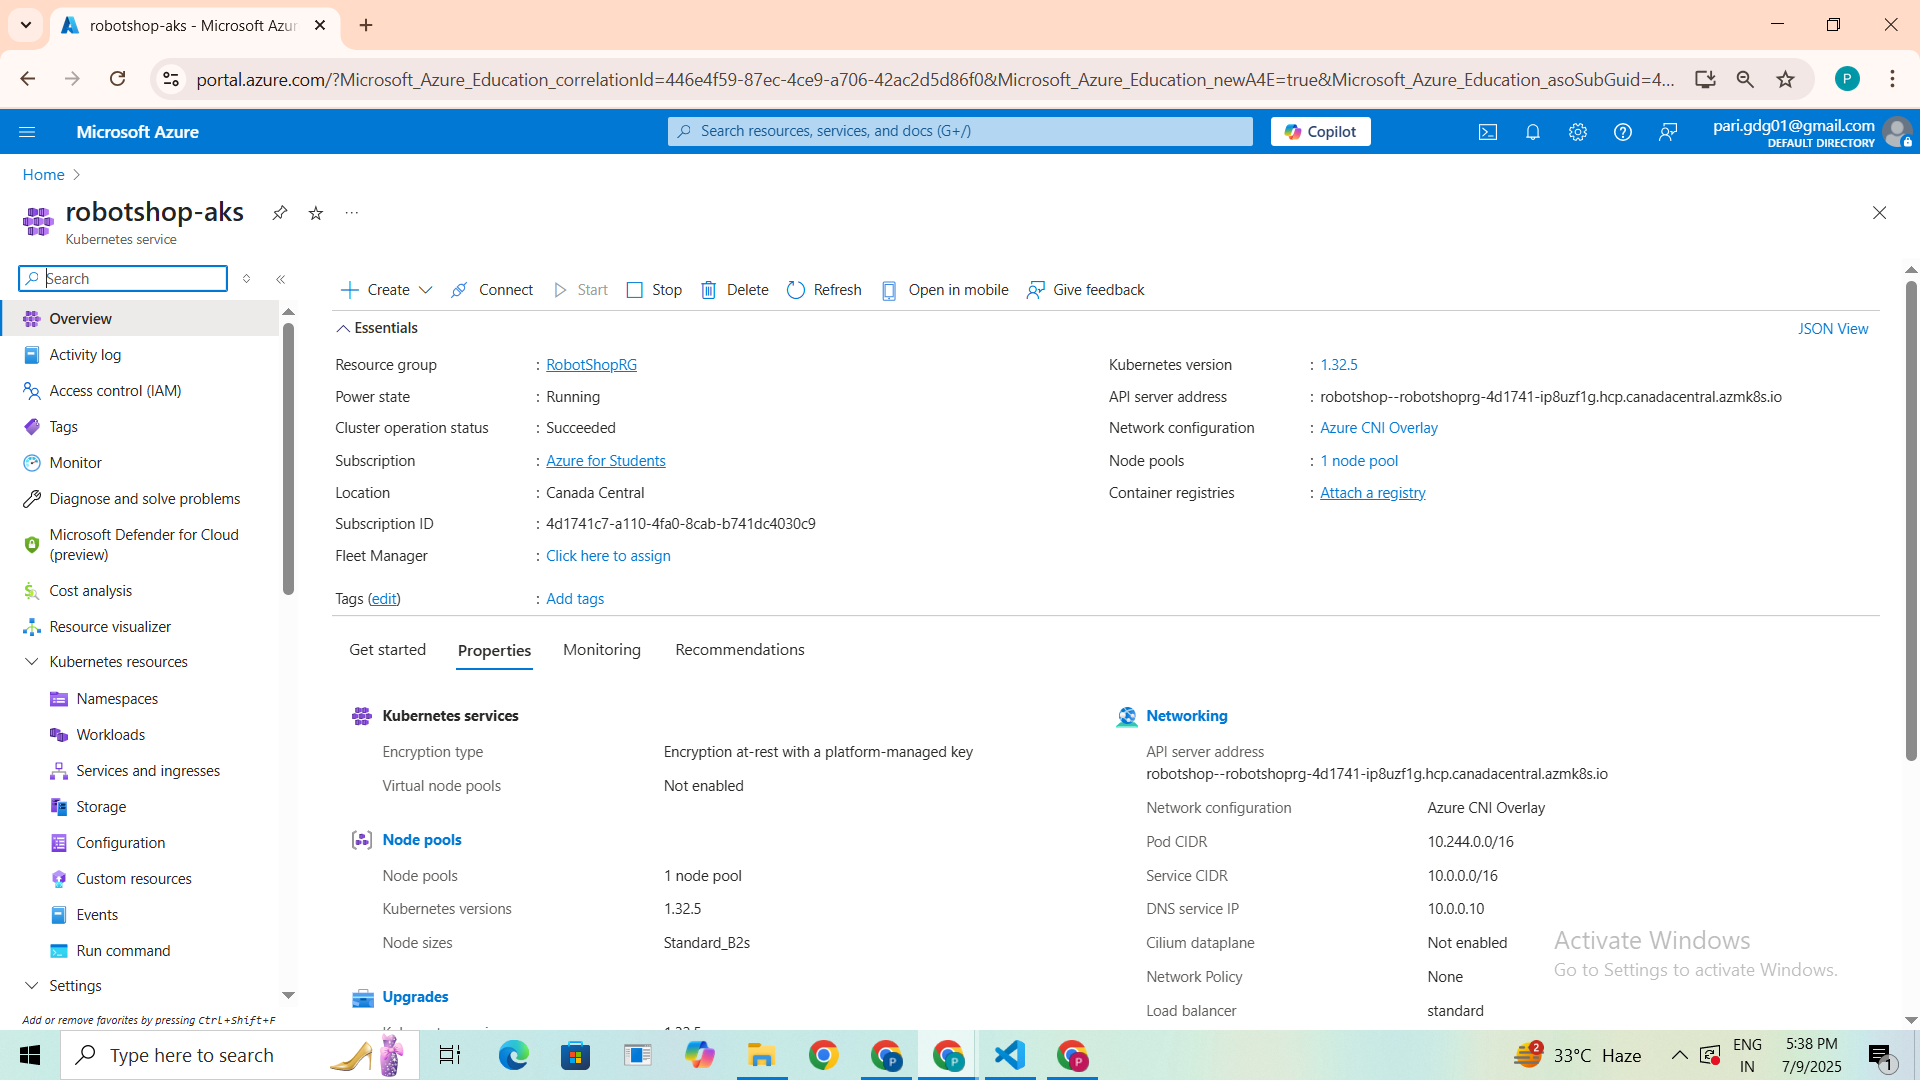 robotshop-aks - Microsoft Azur
portal.azure.com/?Microsoft_Azure_Education_correlationId=446e4f59-87ec-4ce9-a706-42ac2d5d86f0&Microsoft_Azure_Education_newA4E=true&Microsoft_Azure_Education_asoSubGuid=4...
P
Microsoft Azure
Search resources, services, and docs (G+/)
Copilot
pari.gdg01@gmail.com
DEFAULT DIRECTORY
Home
robotshop-aks
Kubernetes service
Search
Create
Connect
Start
Stop
Delete
Refresh
Open in mobile
Give feedback
Overview
Activity log
Access control (IAM)
Tags
Monitor
Diagnose and solve problems
Microsoft Defender for Cloud
(preview)
Cost analysis
Resource visualizer
Kubernetes resources
Namespaces
Workloads
Services and ingresses
Storage
Configuration
Custom resources
Events
Run command
Settings
Add or remove favorites by pressing Ctrl+Shift+F
Essentials
JSON View
Resource group : RobotShopRG
Power state : Running
Cluster operation status : Succeeded
Subscription : Azure for Students
Location : Canada Central
Subscription ID : 4d1741c7-a110-4fa0-8cab-b741dc4030c9
Fleet Manager : Click here to assign
Tags (edit) : Add tags
Kubernetes version : 1.32.5
API server address : robotshop--robotshoprg-4d1741-ip8uzf1g.hcp.canadacentral.azmk8s.io
Network configuration : Azure CNI Overlay
Node pools : 1 node pool
Container registries : Attach a registry
Get started
Properties
Monitoring
Recommendations
Kubernetes services
Encryption type Encryption at-rest with a platform-managed key
Virtual node pools Not enabled
Node pools
Node pools 1 node pool
Kubernetes versions 1.32.5
Node sizes Standard_B2s
Upgrades
Networking
API server address
robotshop--robotshoprg-4d1741-ip8uzf1g.hcp.canadacentral.azmk8s.io
Network configuration Azure CNI Overlay
Pod CIDR 10.244.0.0/16
Service CIDR 10.0.0.0/16
DNS service IP 10.0.0.10
Cilium dataplane Not enabled
Network Policy None
Load balancer standard
Activate Windows
Go to Settings to activate Windows.
Type here to search
P
P
P
2
33°C Haze
ENG
IN
5:38 PM
7/9/2025
1